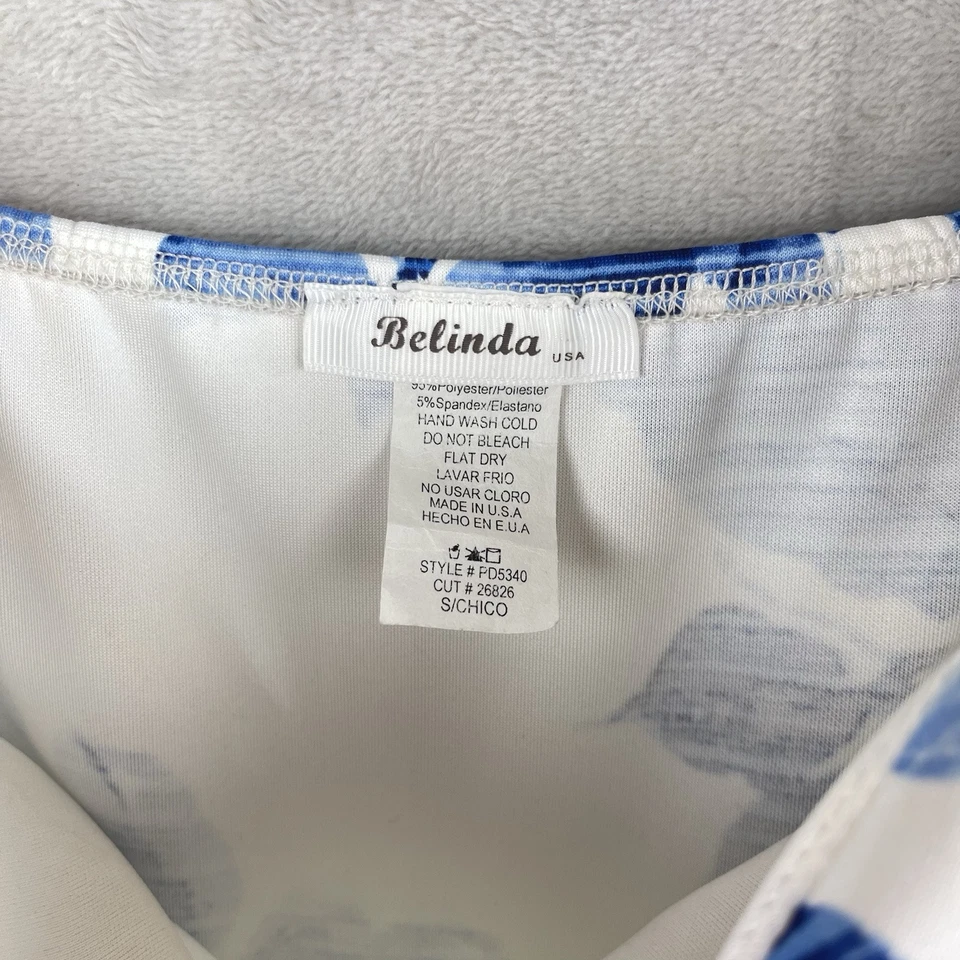 Belinda USA
95%Polyester/Poliester
5%Spandex/Elastano
HAND WASH COLD
DO NOT BLEACH
FLAT DRY
LAVAR FRIO
NO USAR CLORO
MADE IN U.S.A
HECHO EN E.U.A
STYLE # PD5340
CUT # 26826
S/CHICO